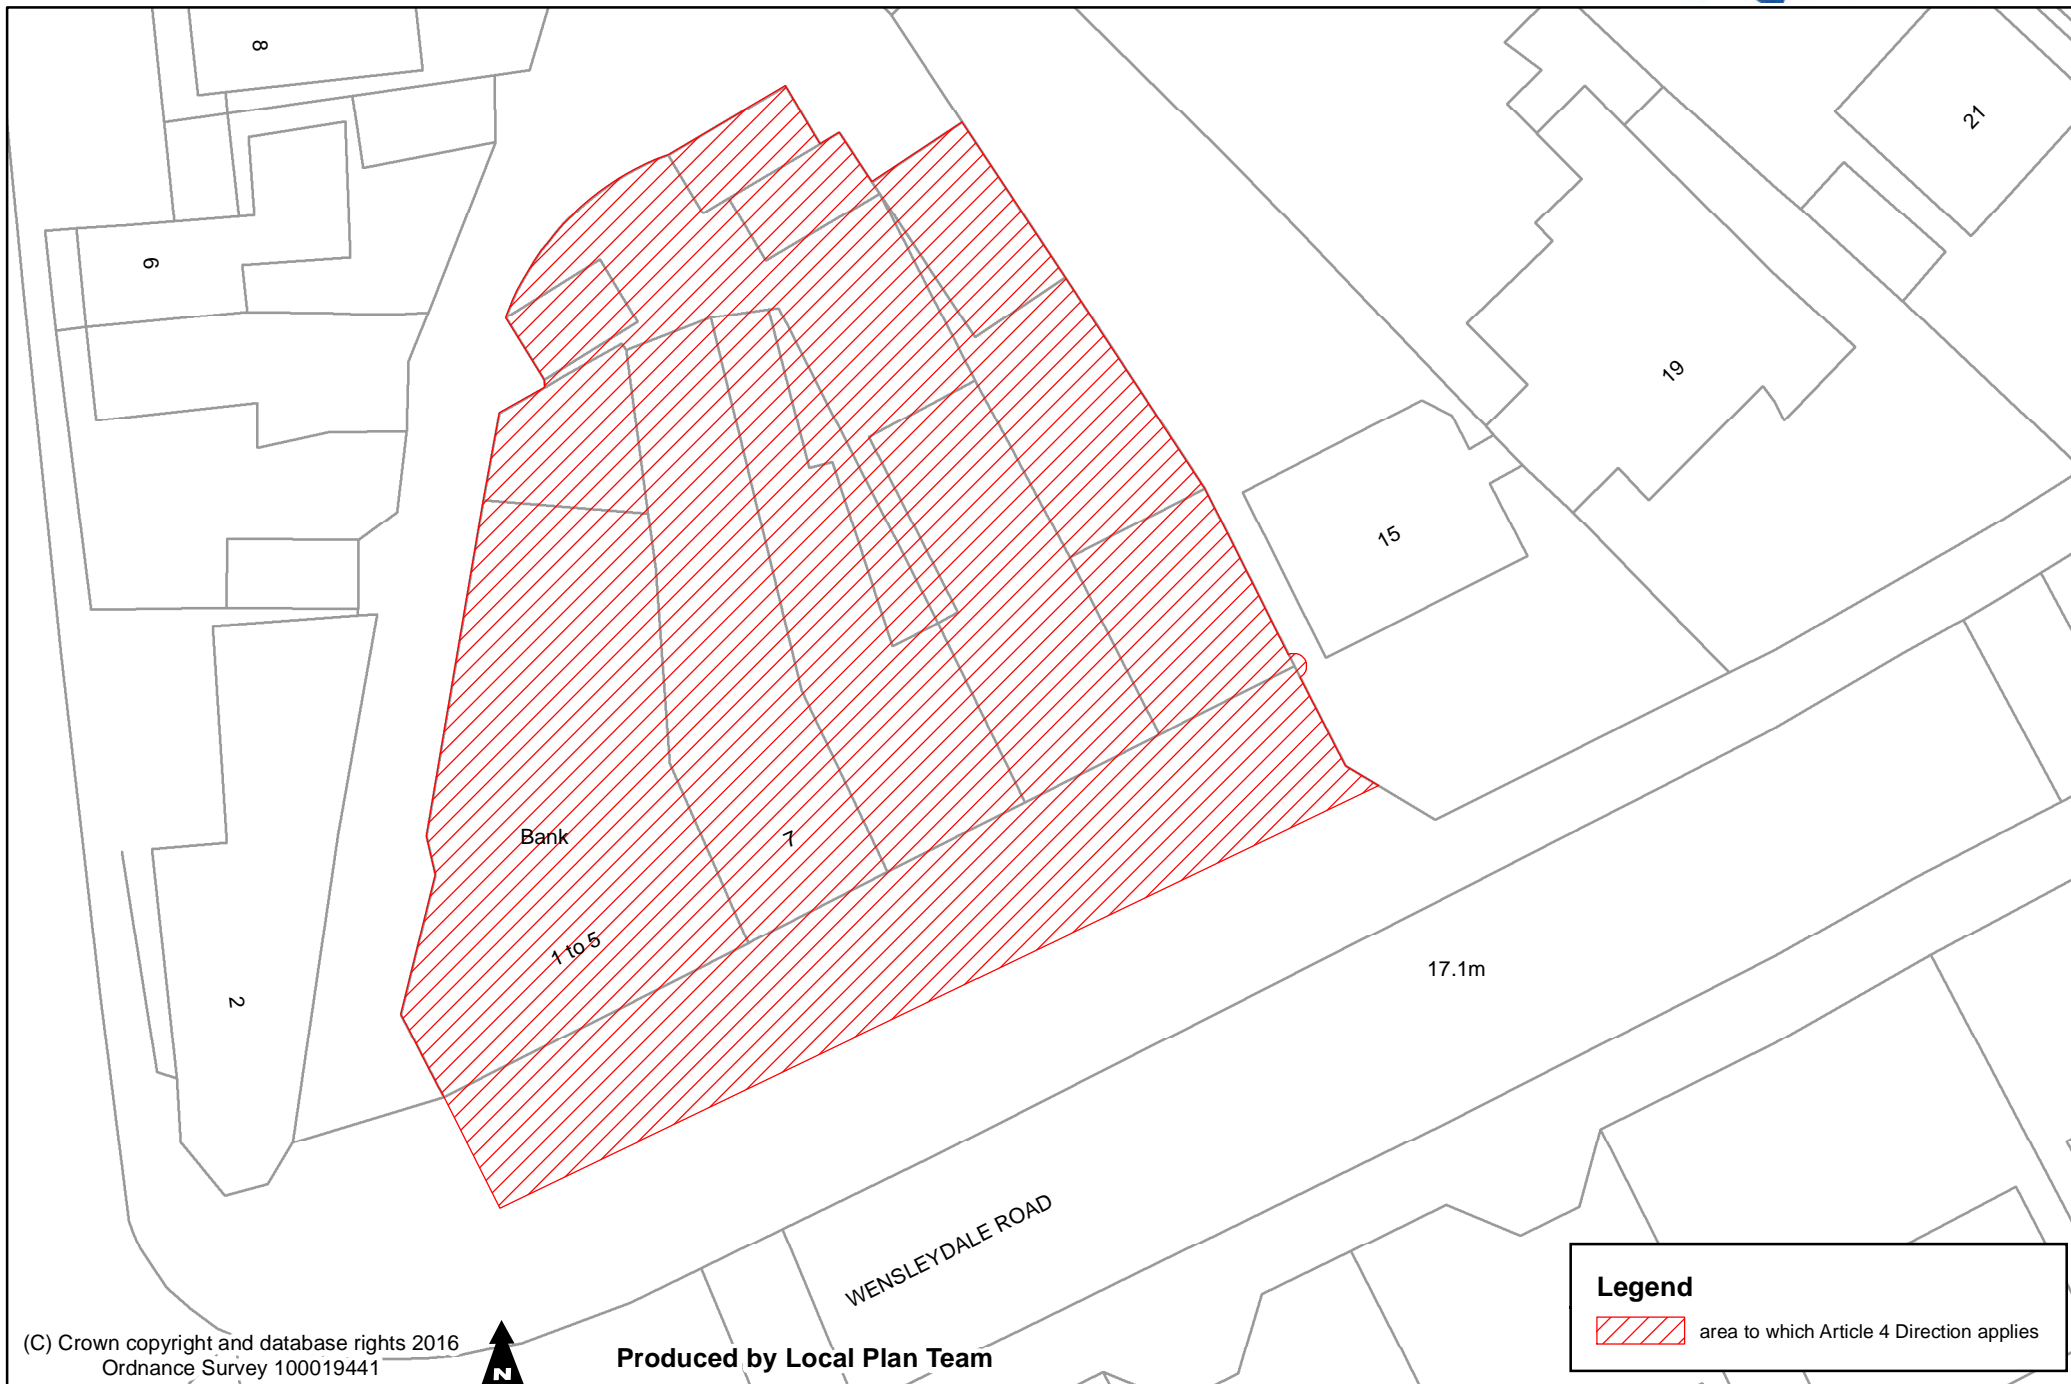 8
21
6
19
15
Bank
7
1 to 5
17.1m
2
WENSLEYDALE ROAD
Legend
area to which Article 4 Direction applies
(C) Crown copyright and database rights 2016
Ordnance Survey 100019441
N
Produced by Local Plan Team